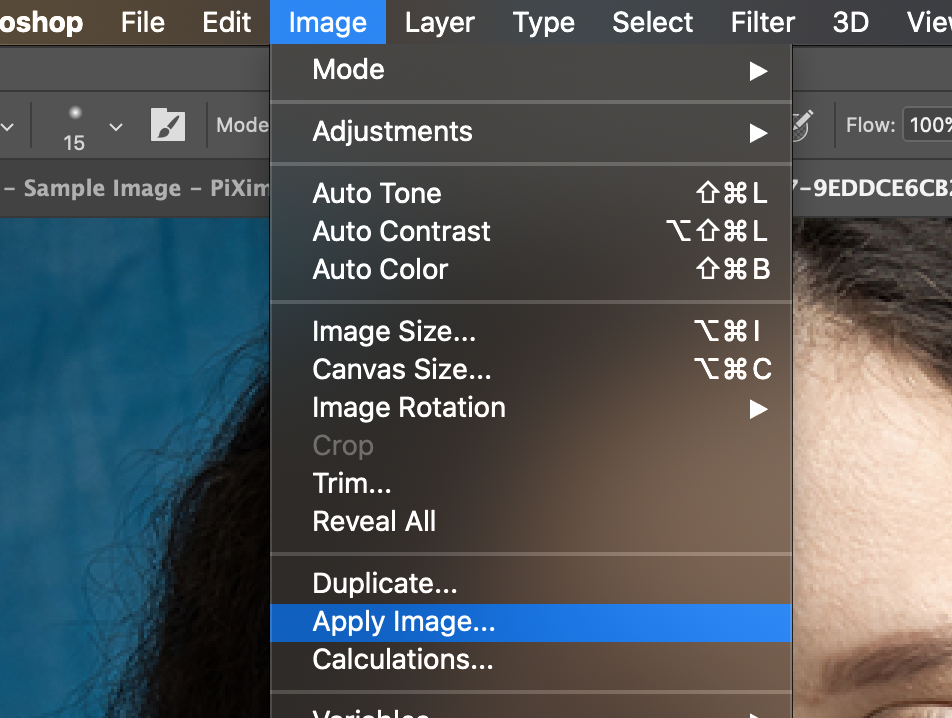 oshop File Edit Image Layer Type Select Filter 3D View
15 Mode Flow: 100%
– Sample Image – PiXim 7-9EDDCE6CB2
Mode
Adjustments
Auto Tone ⇧⌘L
Auto Contrast ⌥⇧⌘L
Auto Color ⇧⌘B
Image Size... ⌥⌘I
Canvas Size... ⌥⌘C
Image Rotation
Crop
Trim...
Reveal All
Duplicate...
Apply Image...
Calculations...
Variables